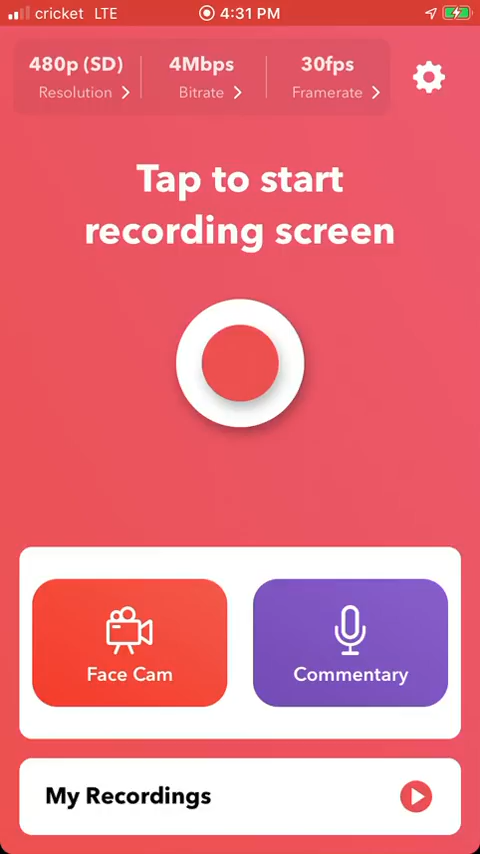 cricket LTE 4:31 PM
480p (SD) 4Mbps 30fps
Resolution Bitrate Framerate
Tap to start
recording screen
Face Cam Commentary
My Recordings